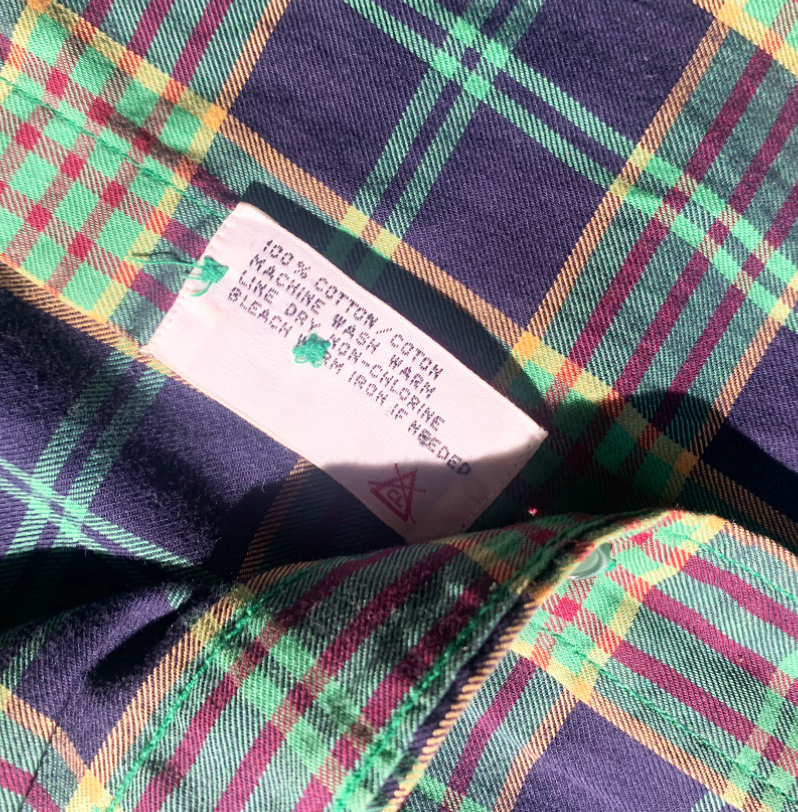 100% COTTON/COTON
MACHINE WASH WARM
LINE DRY NON-CHLORINE
BLEACH WARM IRON IF NEEDED